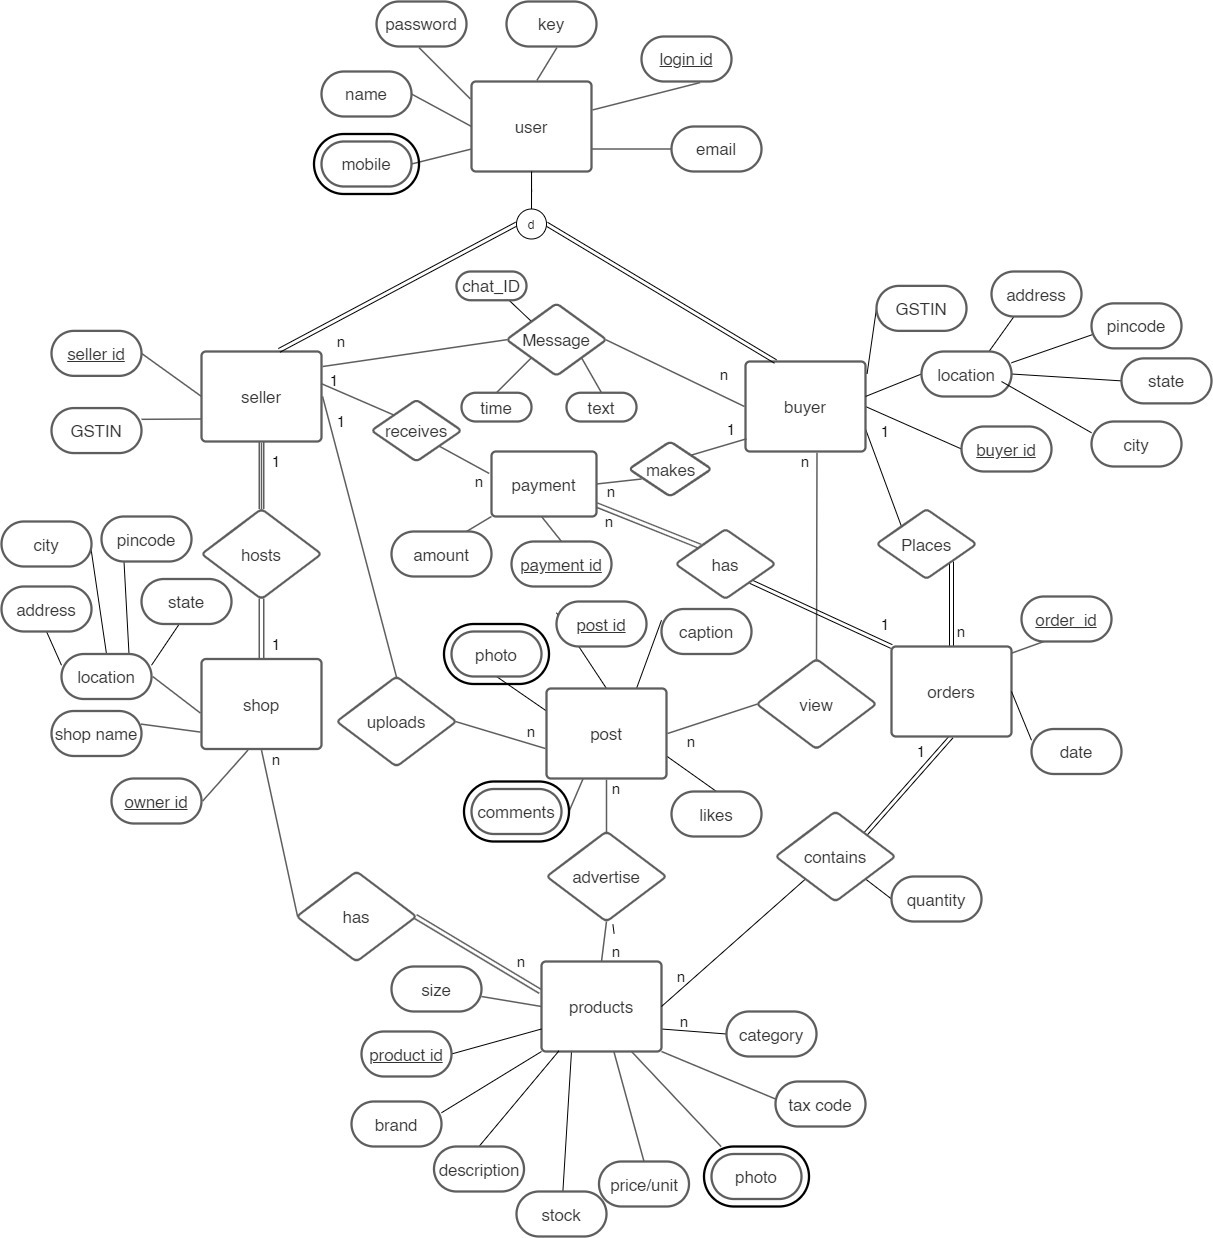 password
key
login id
name
user
mobile
email
d
chat_ID
address
GSTIN
pincode
Message
n
seller id
location
state
n
1
seller
time
text
buyer
1
GSTIN
receives
1
1
city
buyer id
1
n
makes
n
payment
n
n
pincode
city
hosts
amount
payment id
has
Places
address
state
post id
caption
order_id
1
1
n
photo
location
shop
uploads
post
view
orders
shop name
n
n
date
1
n
n
owner id
comments
likes
contains
advertise
quantity
has
\
n
n
n
size
products
n
category
product id
tax code
brand
description
photo
price/unit
stock